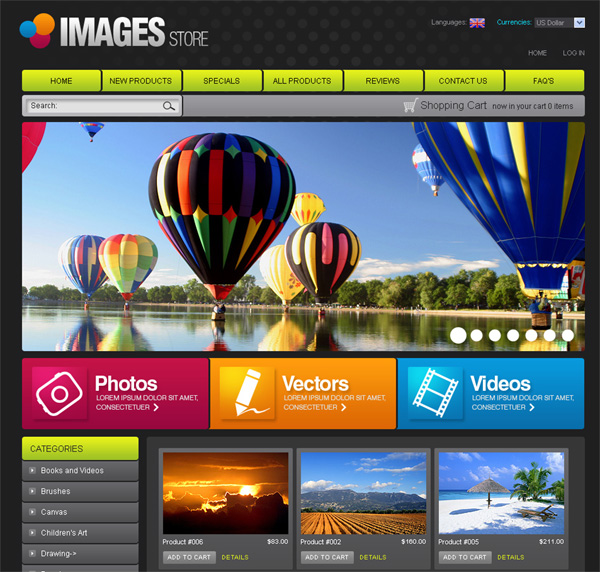 IMAGES STORE
Languages:
Currencies: US Dollar
HOME LOG IN
HOME NEW PRODUCTS SPECIALS ALL PRODUCTS REVIEWS CONTACT US FAQ'S
Search:
Shopping Cart now in your cart 0 items
Photos
LOREM IPSUM DOLOR SIT AMET,
CONSECTETUER
Vectors
LOREM IPSUM DOLOR SIT AMET,
CONSECTETUER
Videos
LOREM IPSUM DOLOR SIT AMET,
CONSECTETUER
CATEGORIES
Books and Videos
Brushes
Canvas
Children's Art
Drawing->
Product #006 $83.00
ADD TO CART DETAILS
Product #002 $160.00
ADD TO CART DETAILS
Product #005 $211.00
ADD TO CART DETAILS